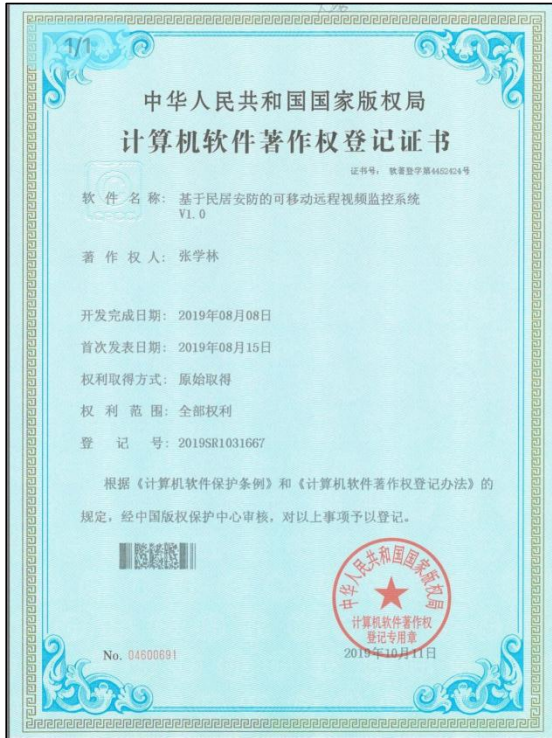 1/1
中华人民共和国国家版权局
计算机软件著作权登记证书
证书号： 软著登字第4452424号
软件名称： 基于民居安防的可移动远程视频监控系统
V1.0
著作权人： 张学林
开发完成日期： 2019年08月08日
首次发表日期： 2019年08月15日
权利取得方式： 原始取得
权利范围： 全部权利
登记号： 2019SR1031667
根据《计算机软件保护条例》和《计算机软件著作权登记办法》的
规定，经中国版权保护中心审核，对以上事项予以登记。
中华人民共和国国家版权局
计算机软件著作权
登记专用章
No. 04600691
2019年10月11日